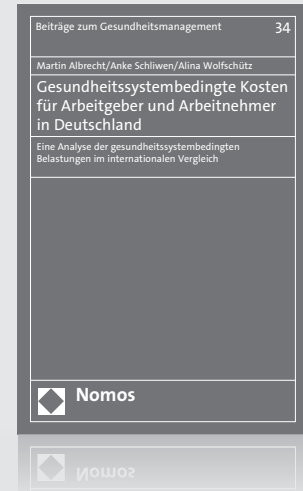 Beiträge zum Gesundheitsmanagement 34
Martin Albrecht/Anke Schliwen/Alina Wolfschütz
Gesundheitssystembedingte Kosten
für Arbeitgeber und Arbeitnehmer
in Deutschland
Eine Analyse der gesundheitssystembedingten
Belastungen im internationalen Vergleich
Nomos
Nomos